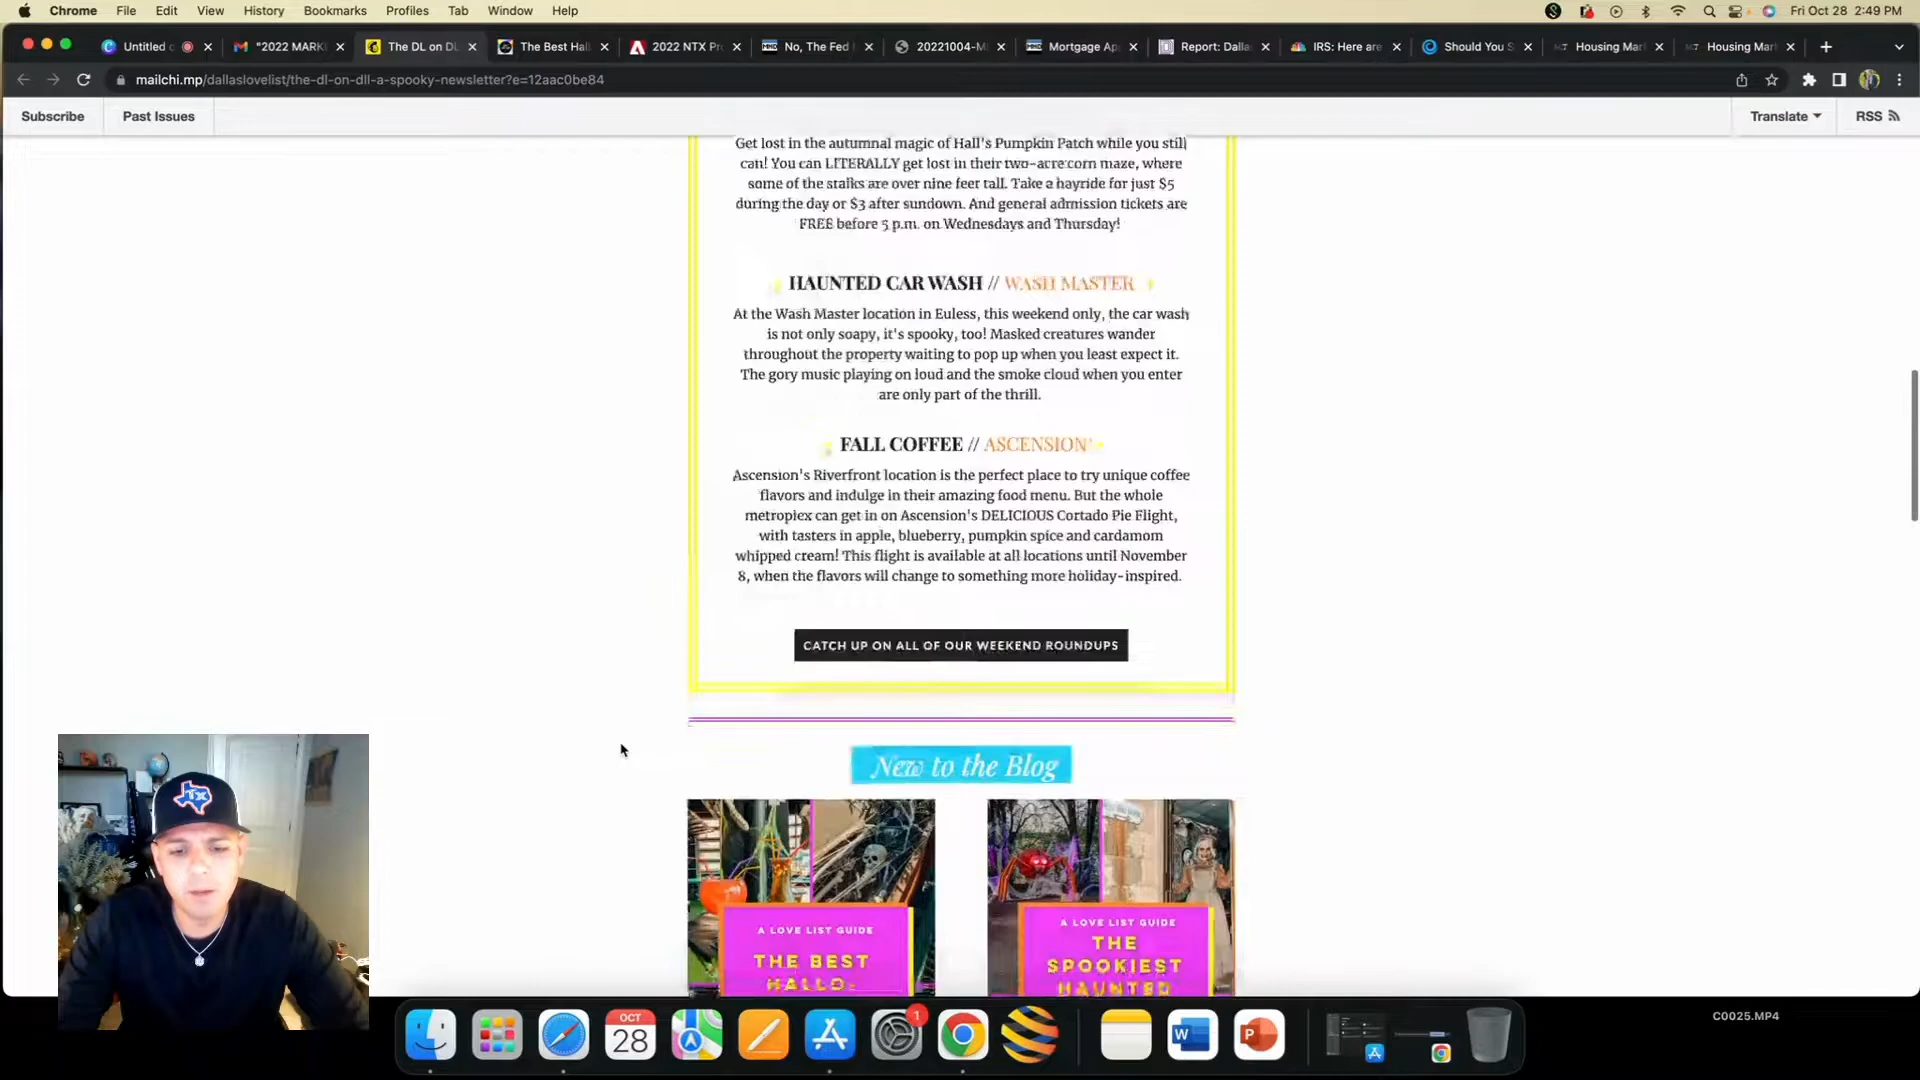 Chrome File Edit View History Bookmarks Profiles Tab Window Help Fri Oct 28 2:49 PM
Untitled "2022 MARK The DL on DL The Best Hall 2022 NTX Pr No, The Fed 20221004-M Mortgage Ap Report: Dalla IRS: Here are Should You S Housing Mar Housing Mar
mailchi.mp/dallaslovelist/the-dl-on-dll-a-spooky-newsletter?e=12aac0be84
Subscribe Past Issues Translate RSS
Get lost in the autumnal magic of Hall's Pumpkin Patch while you still
can! You can LITERALLY get lost in their two-acre corn maze, where
some of the stalks are over nine feet tall. Take a hayride for just $5
during the day or $3 after sundown. And general admission tickets are
FREE before 5 p.m. on Wednesdays and Thursday!
HAUNTED CAR WASH // WASH MASTER
At the Wash Master location in Euless, this weekend only, the car wash
is not only soapy, it's spooky, too! Masked creatures wander
throughout the property waiting to pop up when you least expect it.
The gory music playing on loud and the smoke cloud when you enter
are only part of the thrill.
FALL COFFEE // ASCENSION
Ascension's Riverfront location is the perfect place to try unique coffee
flavors and indulge in their amazing food menu. But the whole
metroplex can get in on Ascension's DELICIOUS Cortado Pie Flight,
with tasters in apple, blueberry, pumpkin spice and cardamom
whipped cream! This flight is available at all locations until November
8, when the flavors will change to something more holiday-inspired.
CATCH UP ON ALL OF OUR WEEKEND ROUNDUPS
New to the Blog
A LOVE LIST GUIDE
THE BEST
HALLO-
A LOVE LIST GUIDE
THE
SPOOKIEST
HAUNTED
TX
OCT
28
1
W
P
C0025.MP4